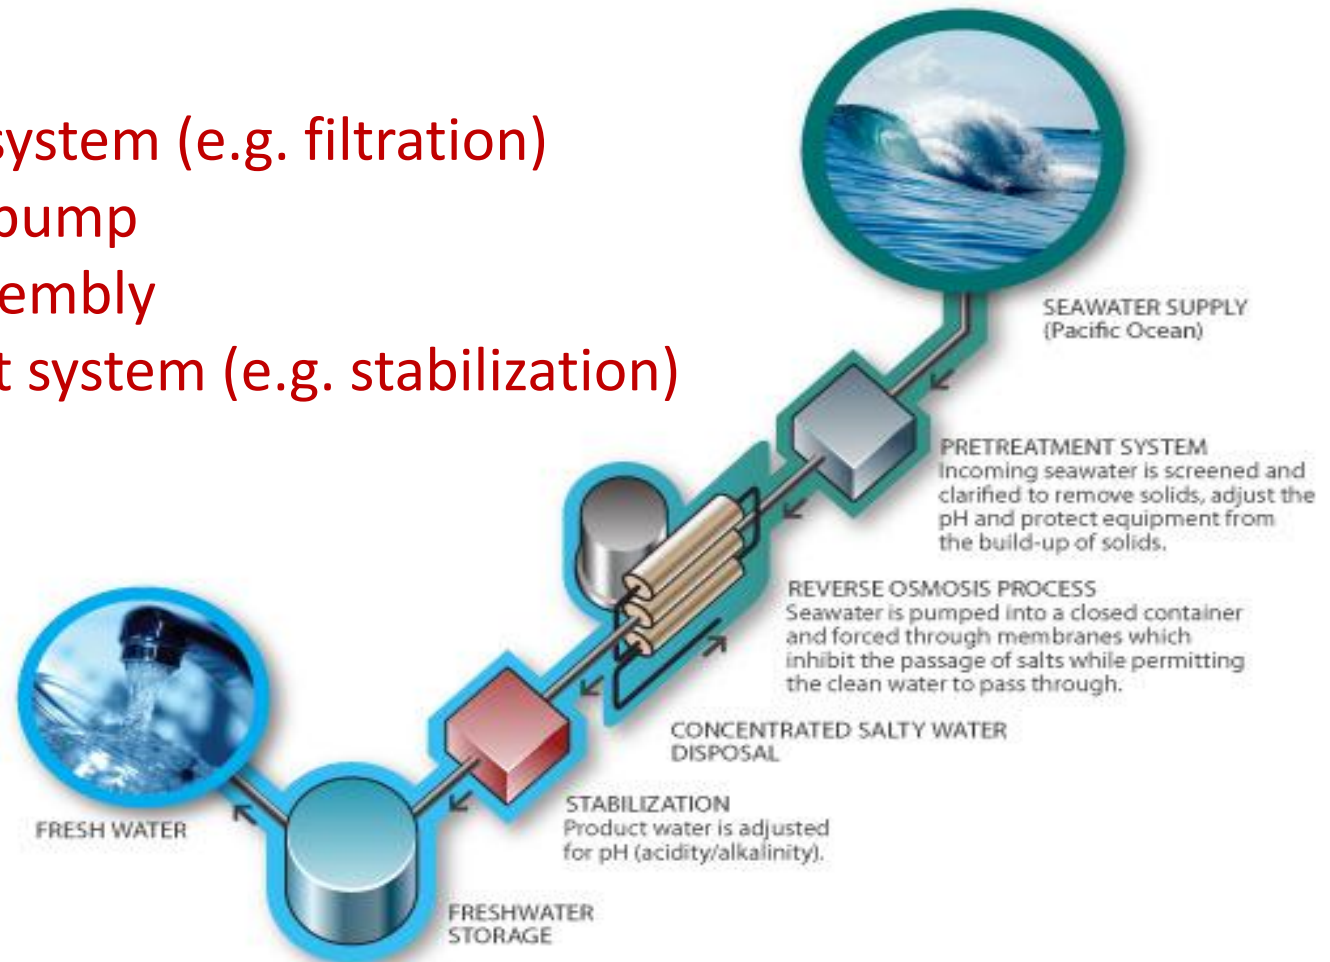 system (e.g. filtration)
pump
embly
t system (e.g. stabilization)
SEAWATER SUPPLY
(Pacific Ocean)
PRETREATMENT SYSTEM
Incoming seawater is screened and
clarified to remove solids, adjust the
pH and protect equipment from
the build-up of solids.
REVERSE OSMOSIS PROCESS
Seawater is pumped into a closed container
and forced through membranes which
inhibit the passage of salts while permitting
the clean water to pass through.
CONCENTRATED SALTY WATER
DISPOSAL
STABILIZATION
Product water is adjusted
for pH (acidity/alkalinity).
FRESH WATER
FRESHWATER
STORAGE